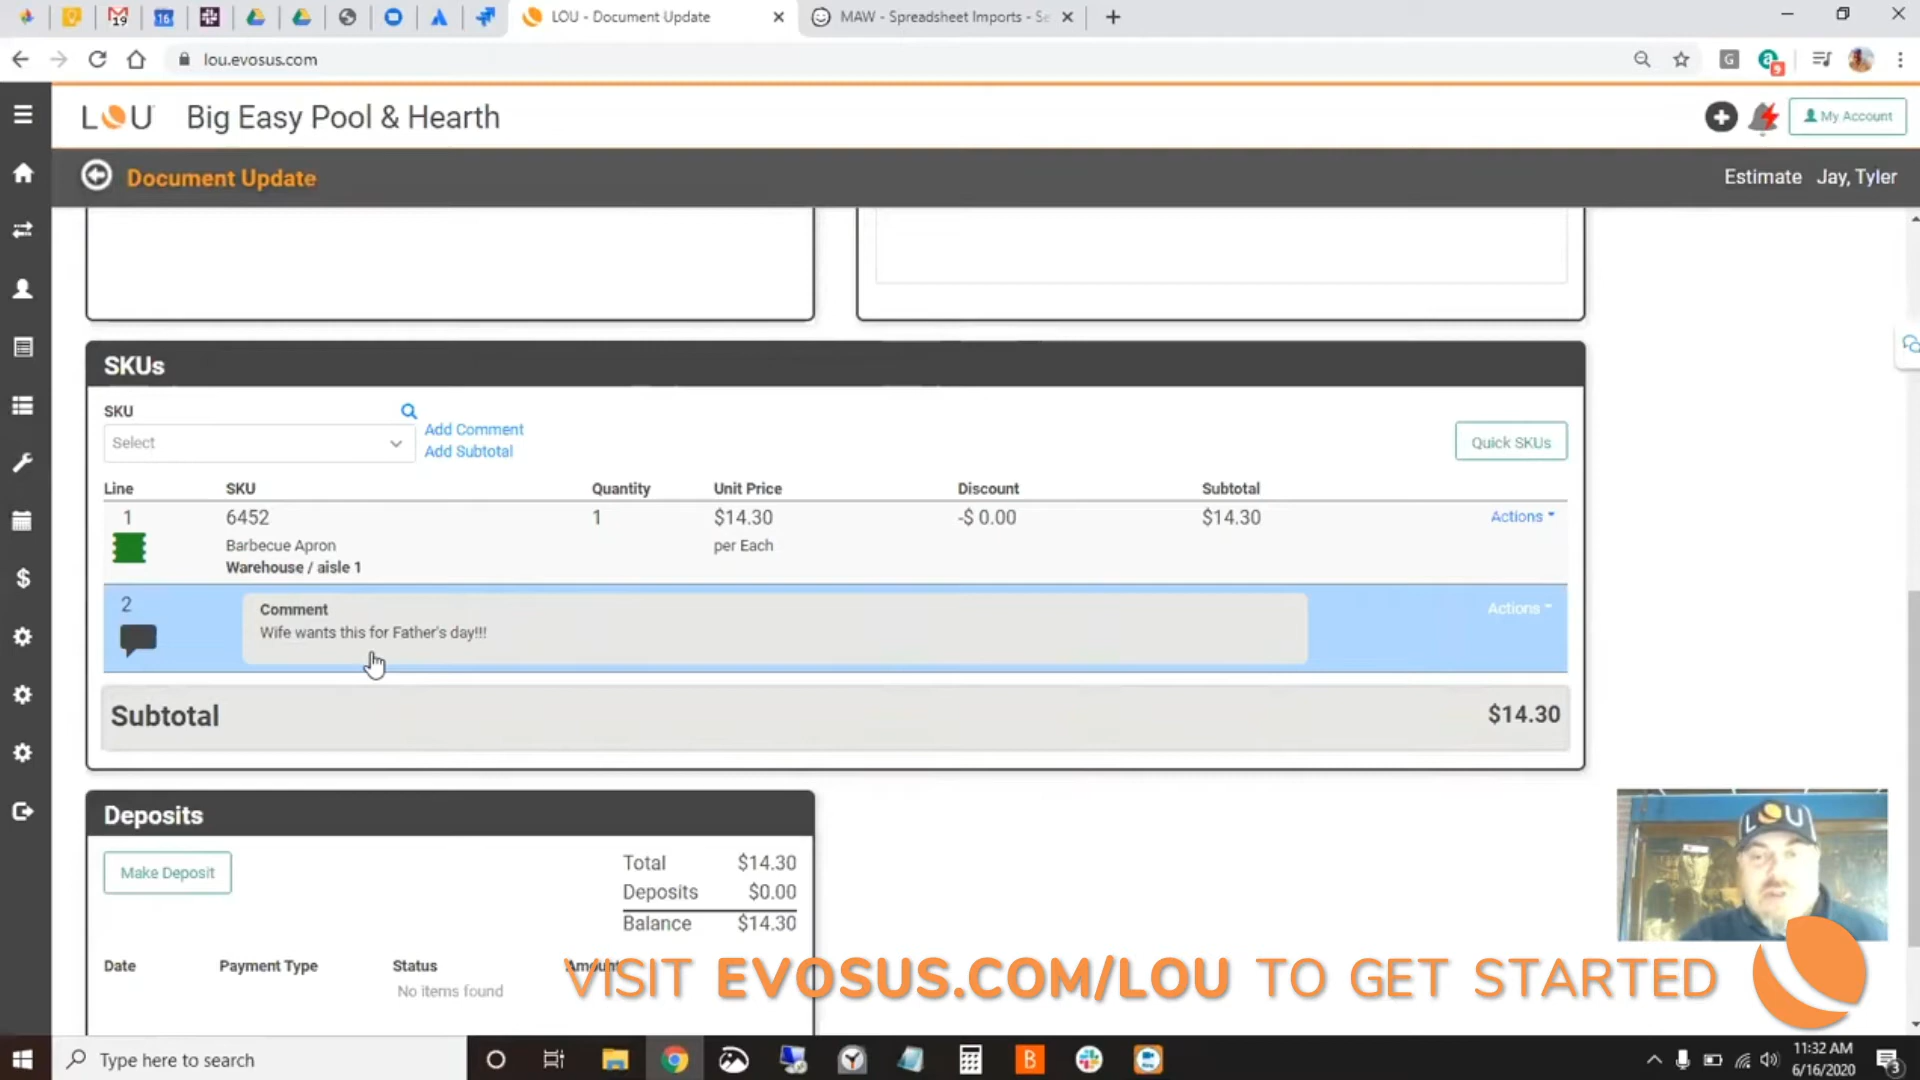 LOU - Document Update
MAW - Spreadsheet Imports - Se
lou.evosus.com
LOU Big Easy Pool & Hearth
My Account
Document Update
Estimate Jay, Tyler
SKUs
SKU
Select
Add Comment
Add Subtotal
Quick SKUs
Line SKU Quantity Unit Price Discount Subtotal
1 6452 1 $14.30 -$ 0.00 $14.30 Actions
Barbecue Apron per Each
Warehouse / aisle 1
2 Comment Actions
Wife wants this for Father's day!!!
Subtotal $14.30
Deposits
Make Deposit
Total $14.30
Deposits $0.00
Balance $14.30
Date Payment Type Status Amount
No items found
LOU
VISIT EVOSUS.COM/LOU TO GET STARTED
Type here to search
11:32 AM
6/16/2020
3